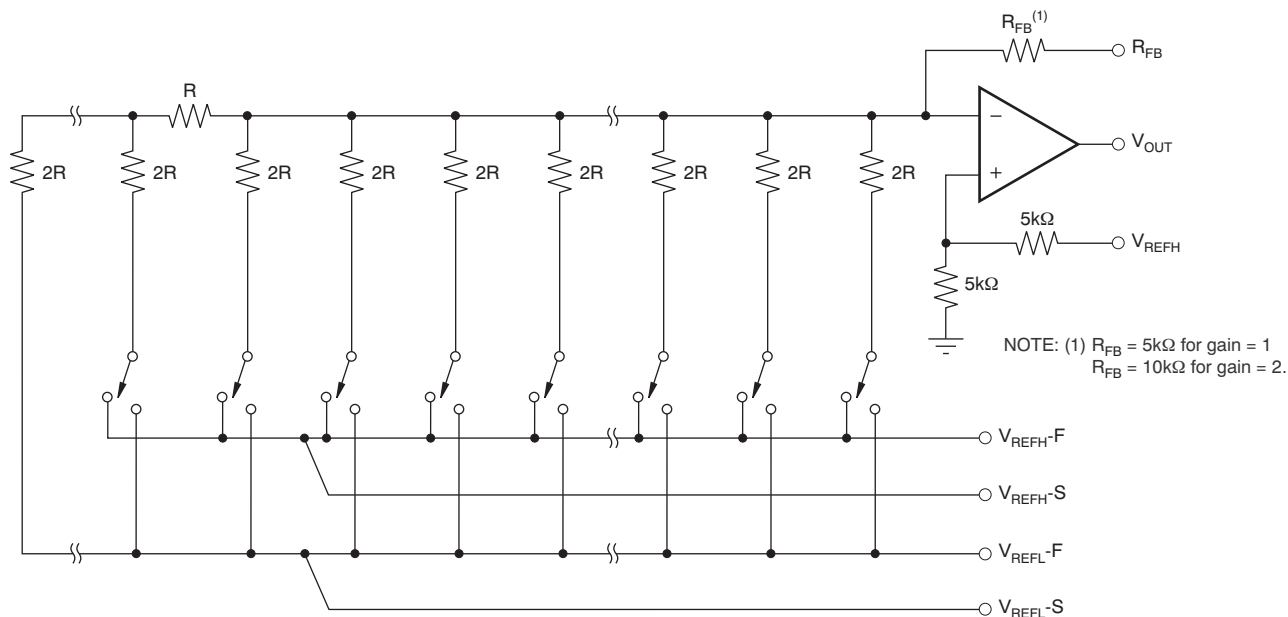 R_FB^(1)
R_FB
R
2R
2R
2R
2R
2R
2R
2R
2R
2R
−
+
V_OUT
5kΩ
V_REFH
5kΩ
NOTE: (1) R_FB = 5kΩ for gain = 1
R_FB = 10kΩ for gain = 2.
V_REFH-F
V_REFH-S
V_REFL-F
V_REFL-S